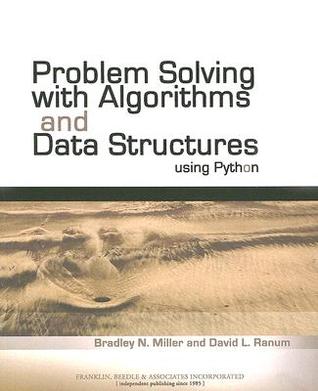 Problem Solving
with Algorithms
and
Data Structures
using Python
Bradley N. Miller and David L. Ranum
FRANKLIN, BEEDLE & ASSOCIATES INCORPORATED
[ independent publishing since 1985 ]